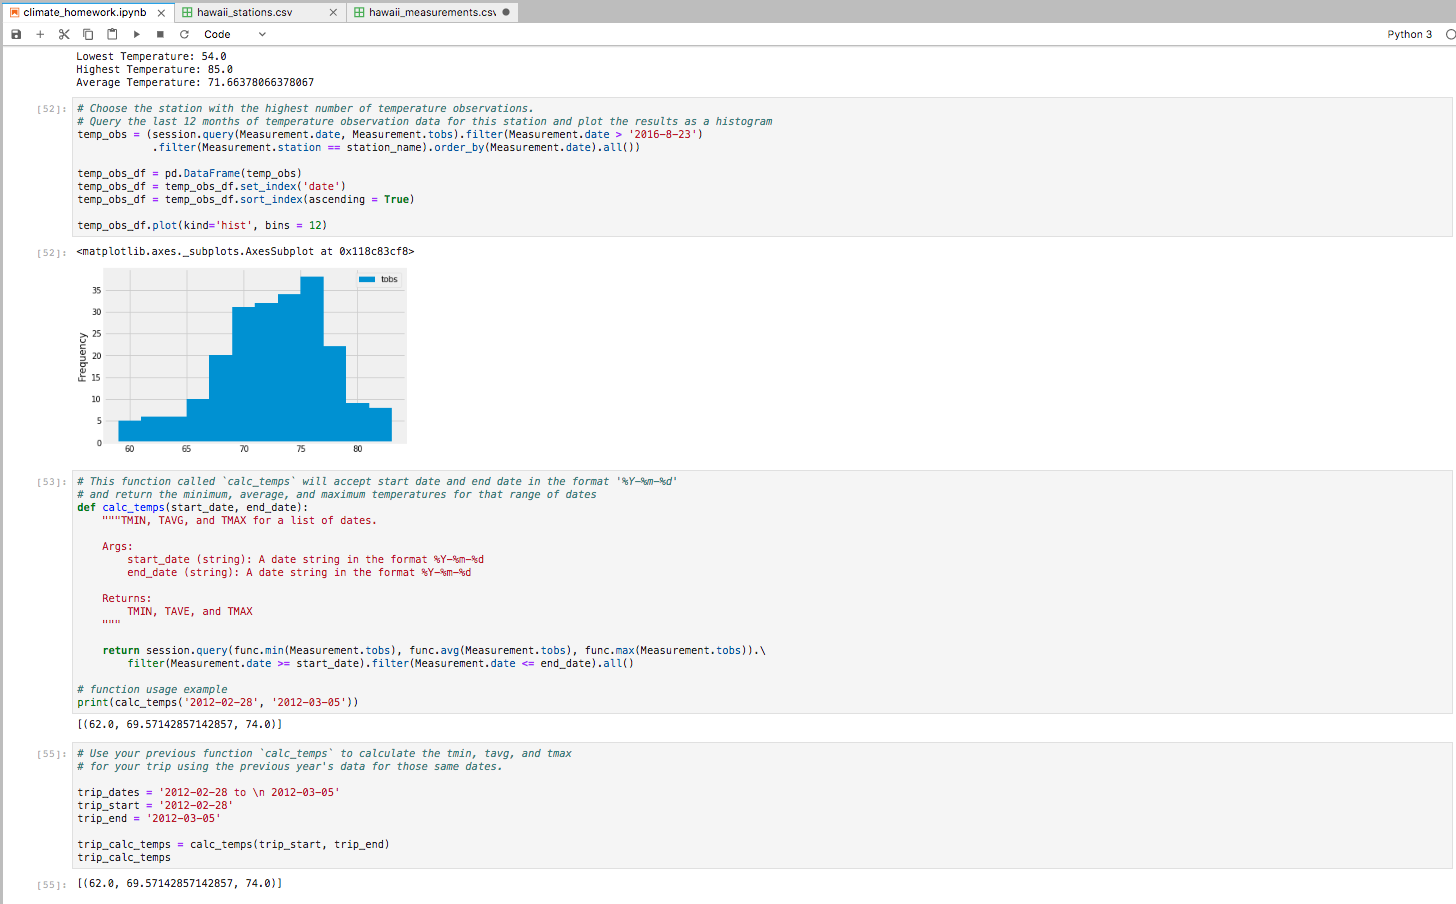 climate_homework.ipynb
hawaii_stations.csv
hawaii_measurements.csv
Code
Python 3
Lowest Temperature: 54.0
Highest Temperature: 85.0
Average Temperature: 71.66378066378067
[52]:
# Choose the station with the highest number of temperature observations.
# Query the last 12 months of temperature observation data for this station and plot the results as a histogram
temp_obs = (session.query(Measurement.date, Measurement.tobs).filter(Measurement.date > '2016-8-23')
            .filter(Measurement.station == station_name).order_by(Measurement.date).all())
temp_obs_df = pd.DataFrame(temp_obs)
temp_obs_df = temp_obs_df.set_index('date')
temp_obs_df = temp_obs_df.sort_index(ascending = True)
temp_obs_df.plot(kind='hist', bins = 12)
[52]:
<matplotlib.axes._subplots.AxesSubplot at 0x118c83cf8>
tobs
Frequency
35
30
25
20
15
10
5
0
60 65 70 75 80
[53]:
# This function called `calc_temps` will accept start date and end date in the format '%Y-%m-%d'
# and return the minimum, average, and maximum temperatures for that range of dates
def calc_temps(start_date, end_date):
    """TMIN, TAVG, and TMAX for a list of dates.
    Args:
        start_date (string): A date string in the format %Y-%m-%d
        end_date (string): A date string in the format %Y-%m-%d
    Returns:
        TMIN, TAVE, and TMAX
    """
    return session.query(func.min(Measurement.tobs), func.avg(Measurement.tobs), func.max(Measurement.tobs)).\
        filter(Measurement.date >= start_date).filter(Measurement.date <= end_date).all()
# function usage example
print(calc_temps('2012-02-28', '2012-03-05'))
[(62.0, 69.57142857142857, 74.0)]
[55]:
# Use your previous function `calc_temps` to calculate the tmin, tavg, and tmax
# for your trip using the previous year's data for those same dates.
trip_dates = '2012-02-28 to \n 2012-03-05'
trip_start = '2012-02-28'
trip_end = '2012-03-05'
trip_calc_temps = calc_temps(trip_start, trip_end)
trip_calc_temps
[55]:
[(62.0, 69.57142857142857, 74.0)]